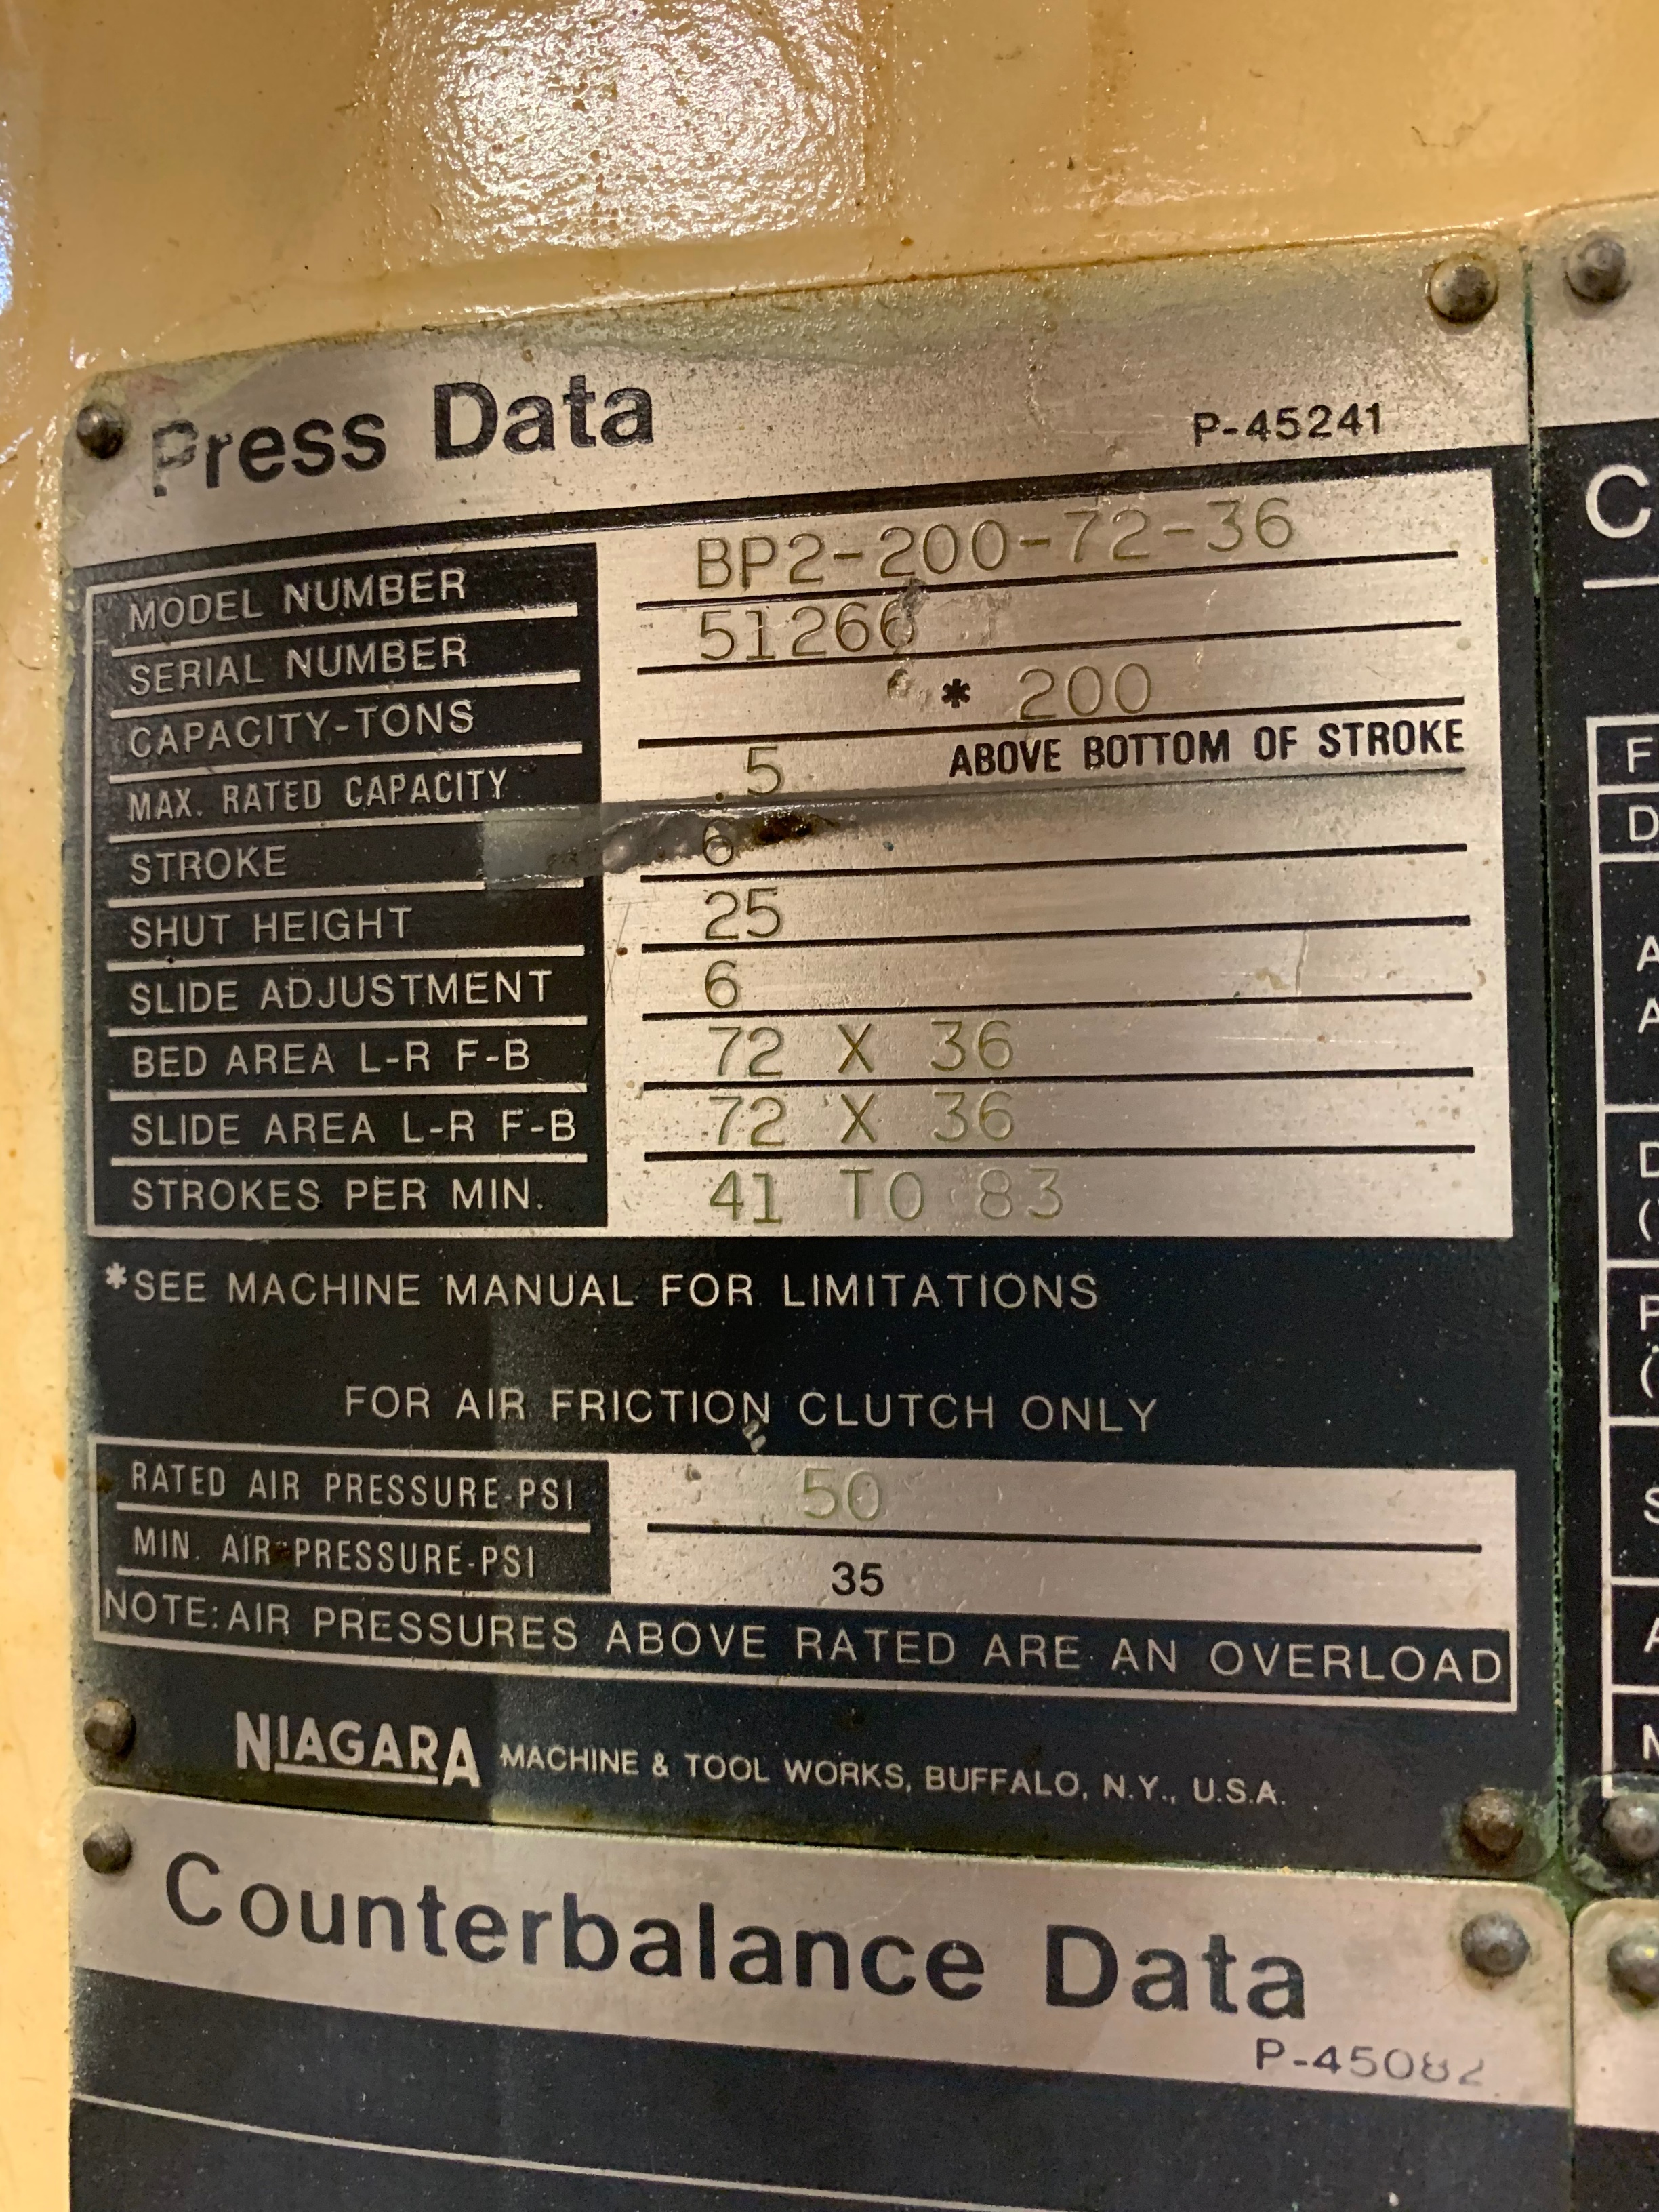 Press Data
P-45241
MODEL NUMBER BP2-200-72-36
SERIAL NUMBER 51266
CAPACITY-TONS * 200
MAX. RATED CAPACITY .5 ABOVE BOTTOM OF STROKE
STROKE 6
SHUT HEIGHT 25
SLIDE ADJUSTMENT 6
BED AREA L-R F-B 72 X 36
SLIDE AREA L-R F-B 72 X 36
STROKES PER MIN. 41 TO 83
*SEE MACHINE MANUAL FOR LIMITATIONS
FOR AIR FRICTION CLUTCH ONLY
RATED AIR PRESSURE-PSI 50
MIN. AIR PRESSURE-PSI 35
NOTE: AIR PRESSURES ABOVE RATED ARE AN OVERLOAD
NIAGARA MACHINE & TOOL WORKS, BUFFALO, N.Y., U.S.A.
Counterbalance Data
P-45082